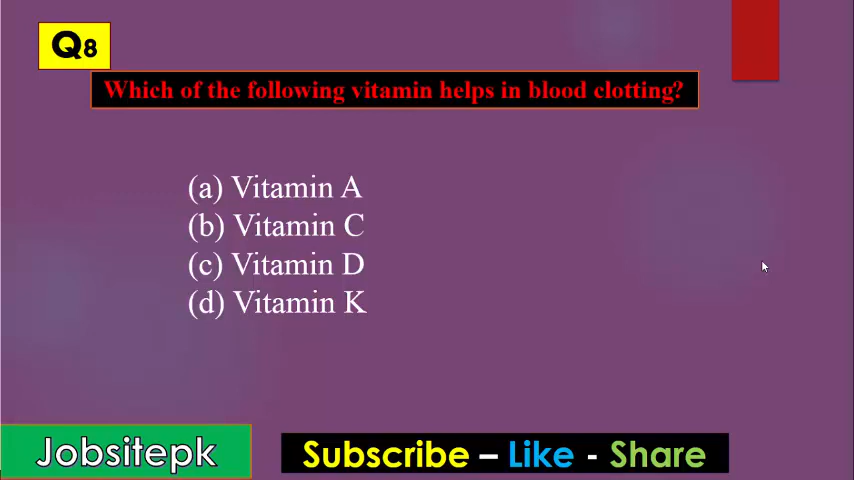 Q8
Which of the following vitamin helps in blood clotting?
(a) Vitamin A
(b) Vitamin C
(c) Vitamin D
(d) Vitamin K
Jobsitepk
Subscribe – Like - Share